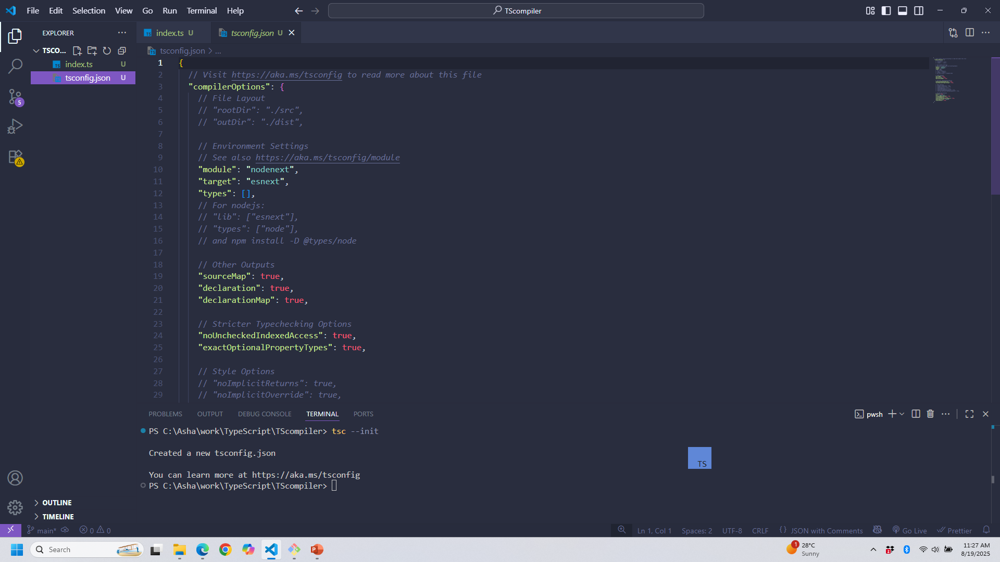 File Edit Selection View Go Run Terminal Help
TScompiler
EXPLORER
TSCO...
index.ts U
tsconfig.json U
5
index.ts U
tsconfig.json U
tsconfig.json > ...
1 {
2 // Visit https://aka.ms/tsconfig to read more about this file
3 "compilerOptions": {
4 // File Layout
5 // "rootDir": "./src",
6 // "outDir": "./dist",
7
8 // Environment Settings
9 // See also https://aka.ms/tsconfig/module
10 "module": "nodenext",
11 "target": "esnext",
12 "types": [],
13 // For nodejs:
14 // "lib": ["esnext"],
15 // "types": ["node"],
16 // and npm install -D @types/node
17
18 // Other Outputs
19 "sourceMap": true,
20 "declaration": true,
21 "declarationMap": true,
22
23 // Stricter Typechecking Options
24 "noUncheckedIndexedAccess": true,
25 "exactOptionalPropertyTypes": true,
26
27 // Style Options
28 // "noImplicitReturns": true,
29 // "noImplicitOverride": true,
PROBLEMS OUTPUT DEBUG CONSOLE TERMINAL PORTS
pwsh
PS C:\Asha\work\TypeScript\TScompiler> tsc --init
Created a new tsconfig.json
TS
You can learn more at https://aka.ms/tsconfig
PS C:\Asha\work\TypeScript\TScompiler>
OUTLINE
TIMELINE
main* 0 0
Ln 1, Col 1 Spaces: 2 UTF-8 CRLF {} JSON with Comments Go Live Prettier
Search
1
28°C
Sunny
2
11:27 AM
8/19/2025